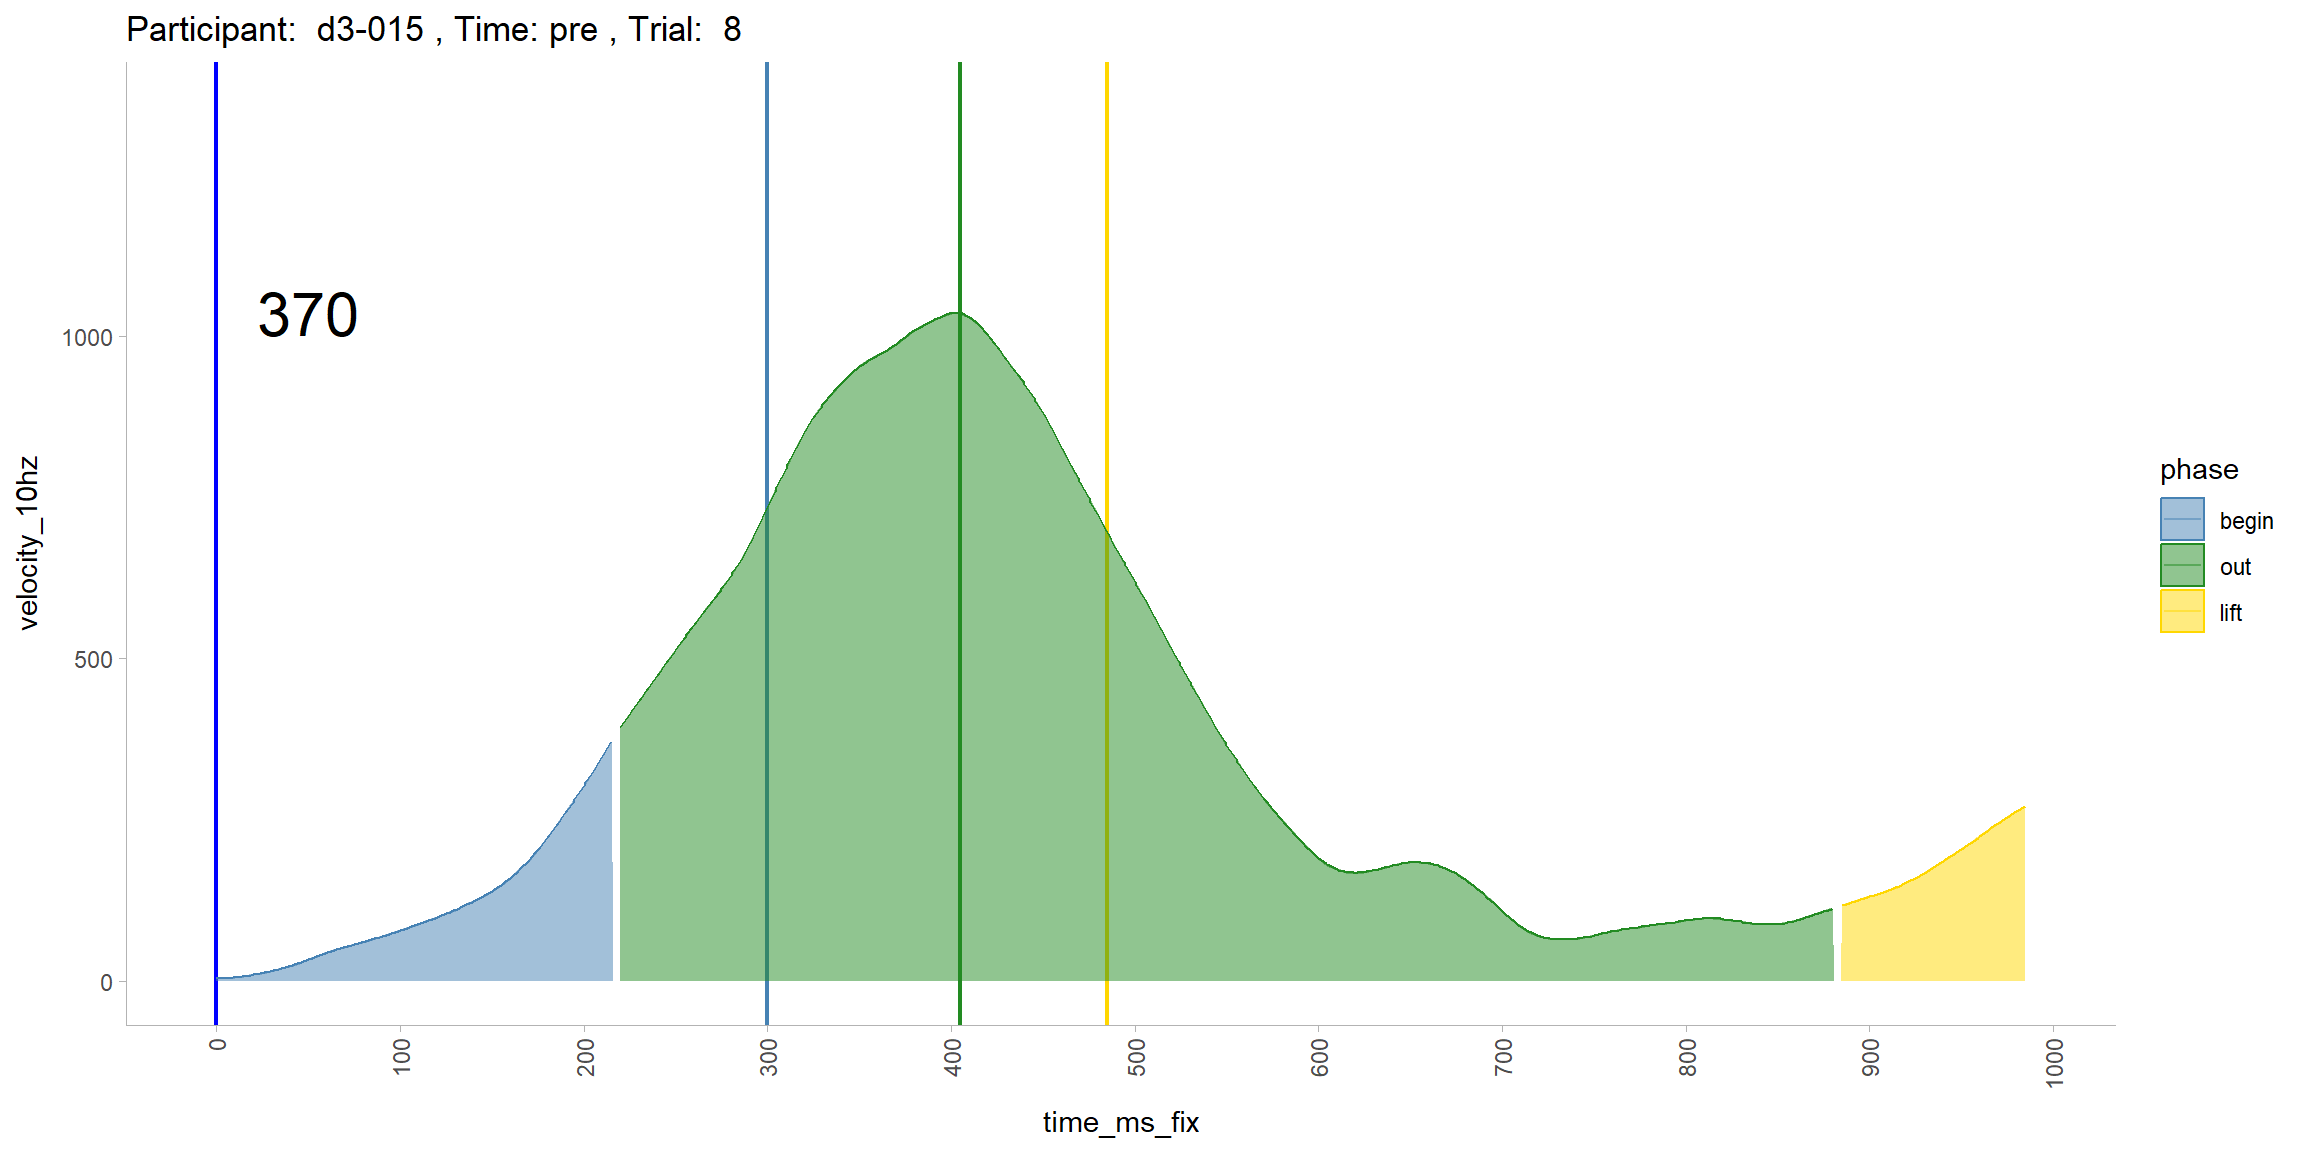 Participant:  d3-015 , Time: pre , Trial:  8
370
1000
500
0
velocity_10hz
0
100
200
300
400
500
600
700
800
900
1000
time_ms_fix
phase
begin
out
lift